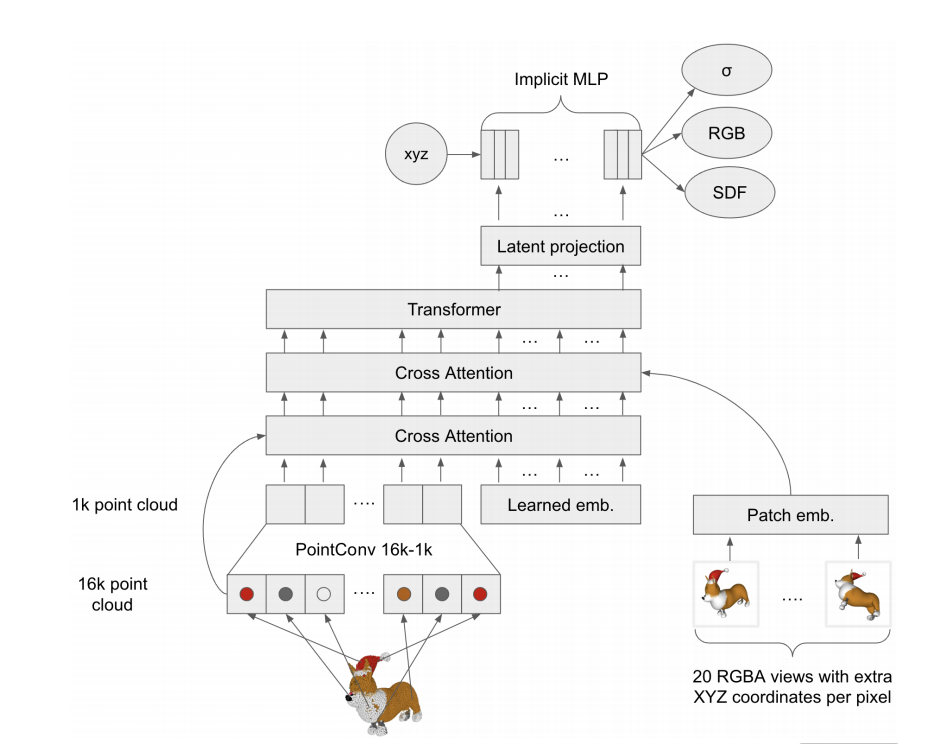 Implicit MLP
σ
xyz
...
RGB
SDF
...
Latent projection
...
Transformer
... ...
Cross Attention
... ...
Cross Attention
... ...
1k point cloud
....
Learned emb.
Patch emb.
PointConv 16k-1k
16k point
cloud
....
....
20 RGBA views with extra
XYZ coordinates per pixel